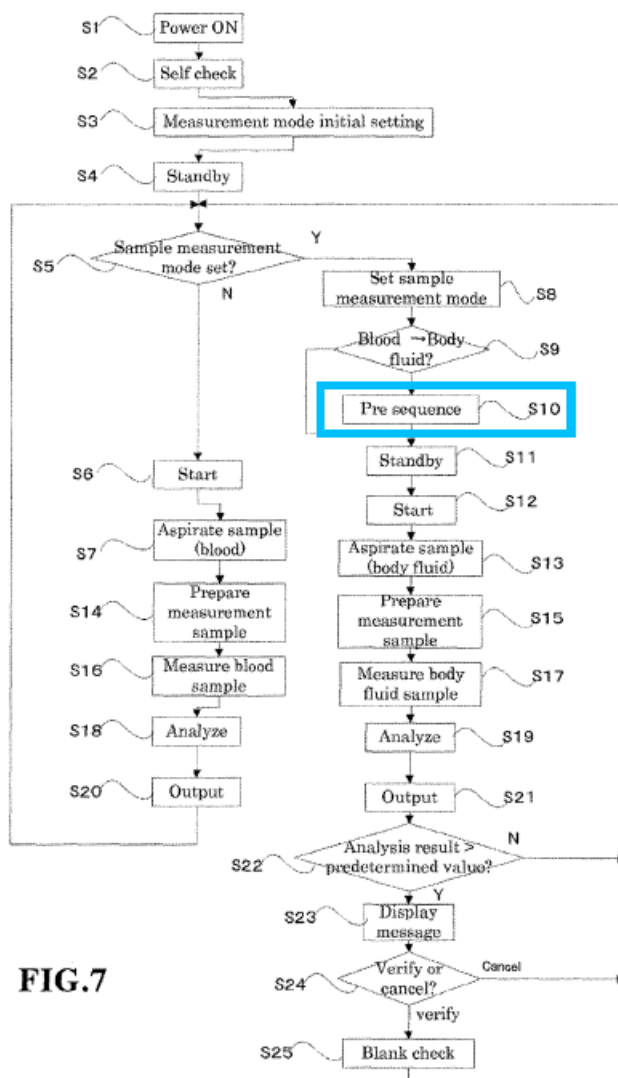 S1
Power ON
S2
Self check
S3
Measurement mode initial setting
S4
Standby
S5
Sample measurement
mode set?
Y
N
Set sample
measurement mode
S8
Blood →Body
fluid?
S9
Pre sequence
S10
Standby
S11
S6
Start
Start
S12
S7
Aspirate sample
(blood)
Aspirate sample
(body fluid)
S13
S14
Prepare
measurement
sample
Prepare
measurement
sample
S15
S16
Measure blood
sample
Measure body
fluid sample
S17
S18
Analyze
Analyze
S19
S20
Output
Output
S21
S22
Analysis result >
predetermined value?
N
Y
S23
Display
message
FIG.7
S24
Verify or
cancel?
Cancel
verify
S25
Blank check